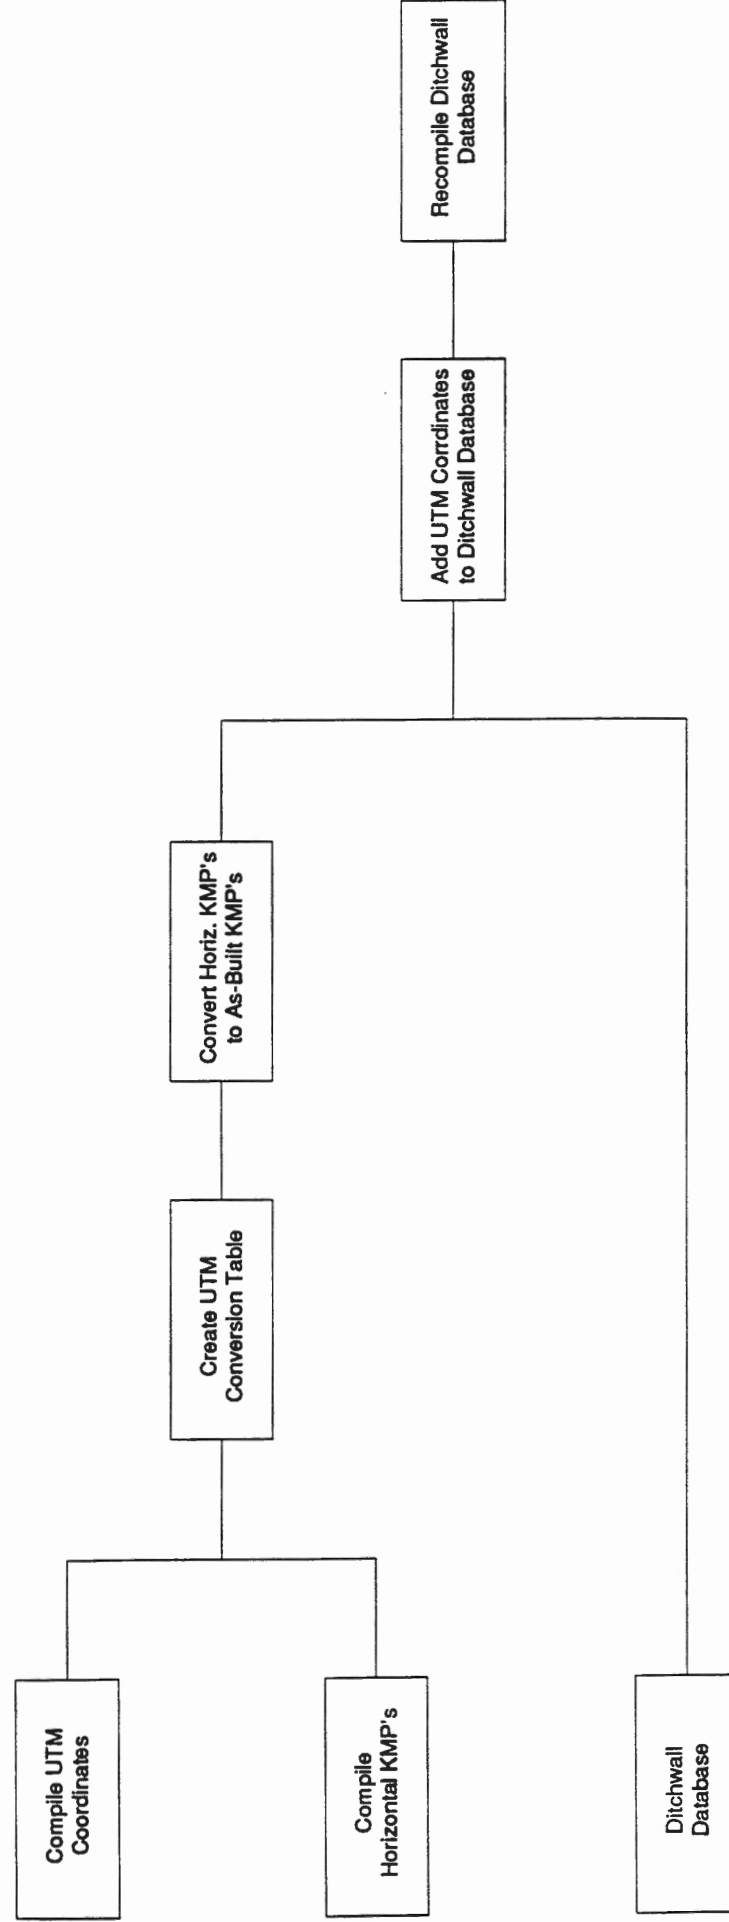 Compile UTM
Coordinates
Compile
Horizontal KMP's
Ditchwall
Database
Create UTM
Conversion Table
Convert Horiz. KMP's
to As-Built KMP's
Add UTM Corrdinates
to Ditchwall Database
Recompile Ditchwall
Database